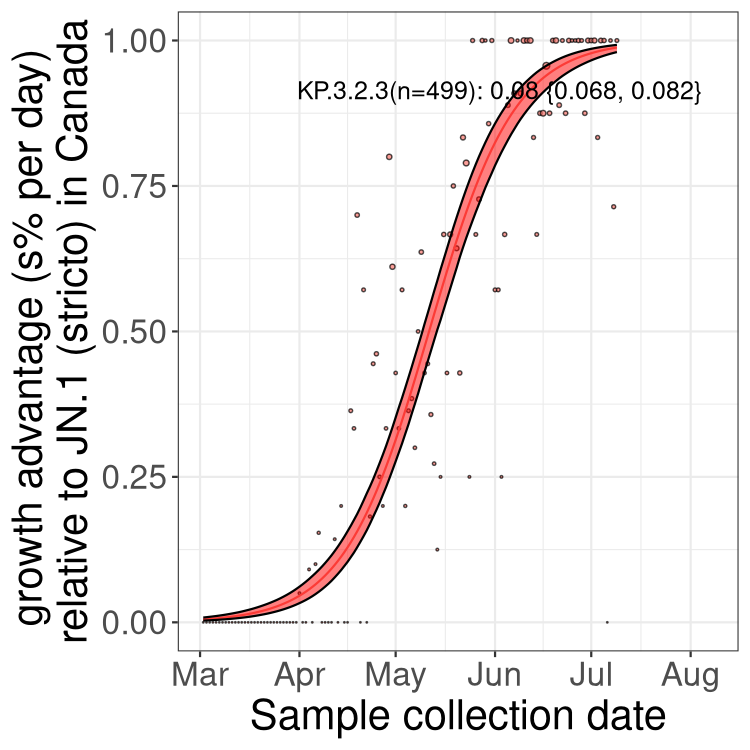 growth advantage (s% per day)
relative to JN.1 (stricto) in Canada
1.00
KP.3.2.3(n=499): 0.08 {0.068, 0.082}
0.75
0.50
0.25
0.00
Mar Apr May Jun Jul Aug
Sample collection date